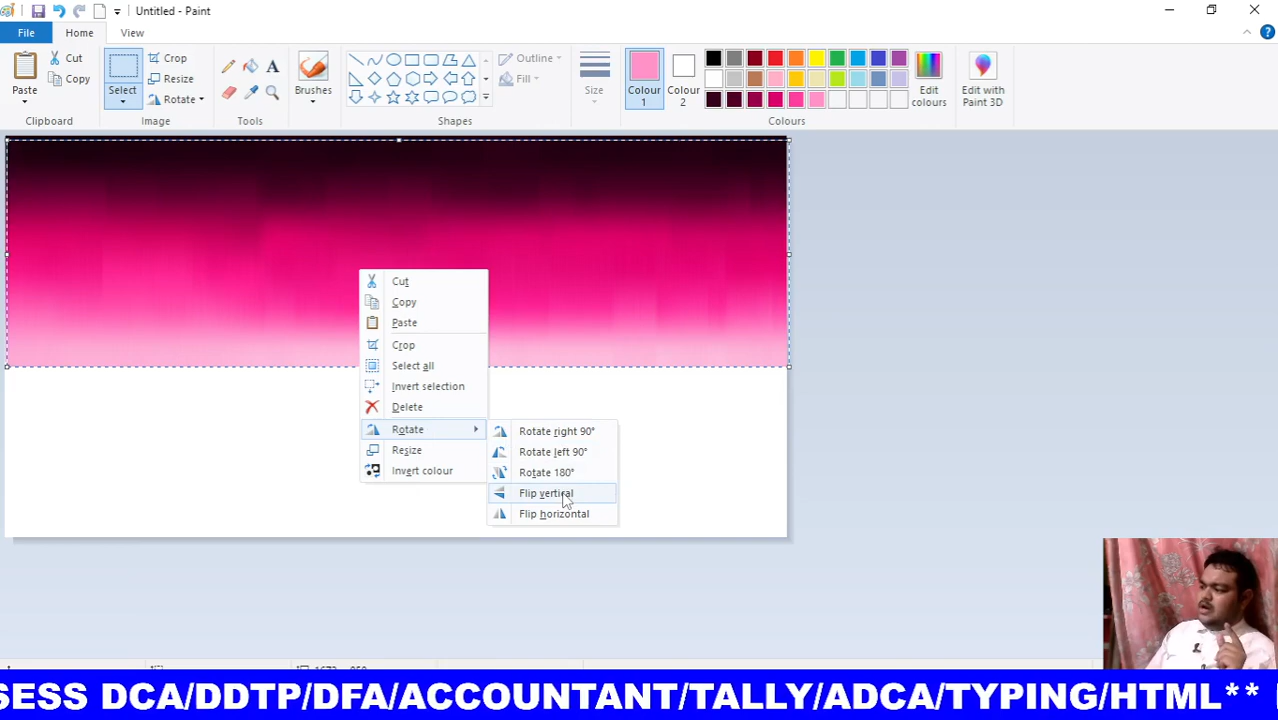 Untitled - Paint
File
Home
View
Paste
Cut
Copy
Clipboard
Select
Crop
Resize
Rotate
Image
Tools
Brushes
Shapes
Outline
Fill
Size
Colour 1
Colour 2
Edit colours
Colours
Edit with Paint 3D
Cut
Copy
Paste
Crop
Select all
Invert selection
Delete
Rotate
Resize
Invert colour
Rotate right 90°
Rotate left 90°
Rotate 180°
Flip vertical
Flip horizontal
SESS DCA/DDTP/DFA/ACCOUNTANT/TALLY/ADCA/TYPING/HTML**